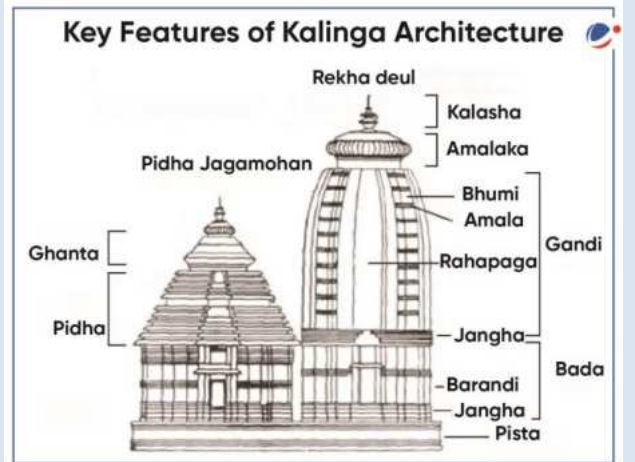 Key Features of Kalinga Architecture
Rekha deul
Kalasha
Amalaka
Pidha Jagamohan
Bhumi
Amala
Ghanta
Gandi
Rahapaga
Pidha
Jangha
Bada
Barandi
Jangha
Pista